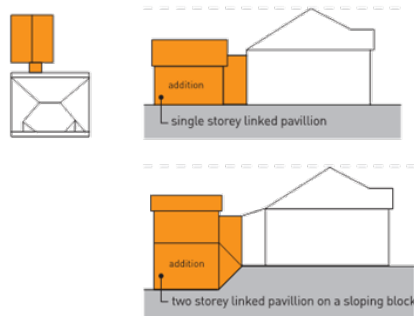 addition
single storey linked pavillion
addition
two storey linked pavillion on a sloping block